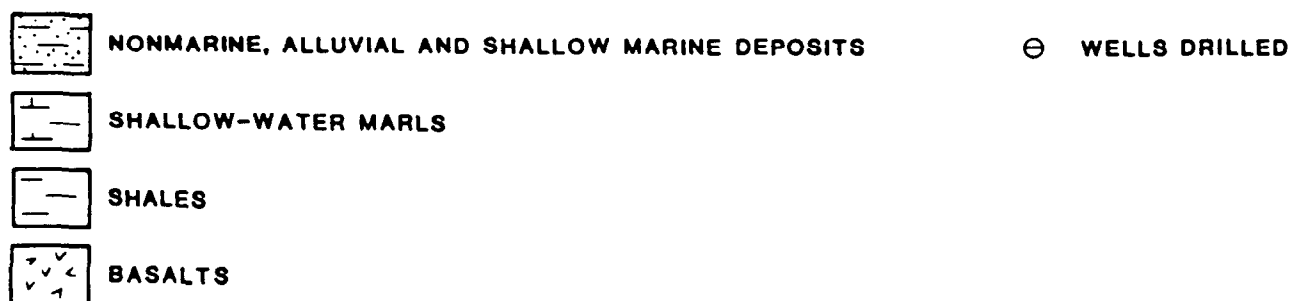 NONMARINE, ALLUVIAL AND SHALLOW MARINE DEPOSITS
WELLS DRILLED
SHALLOW-WATER MARLS
SHALES
BASALTS